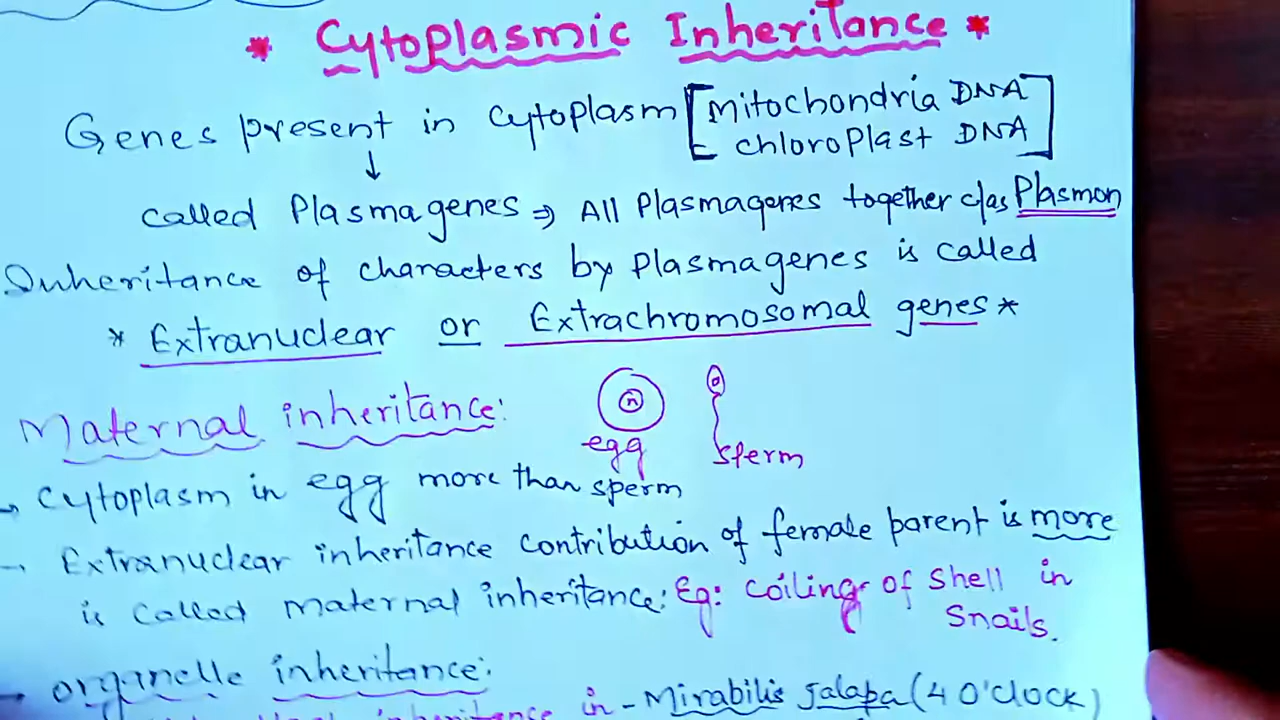 * Cytoplasmic Inheritance *
Genes present in Cytoplasm [Mitochondria DNA
chloroplast DNA]
↓
called Plasmagenes ⇒ All Plasmagenes together c/as Plasmon
Inheritance of characters by Plasmagenes is called
* Extranuclear or Extrachromosomal genes *
Maternal inheritance:
n
egg
sperm
→ Cytoplasm in egg more than sperm
→ Extranuclear inheritance contribution of female parent is more
is called maternal inheritance: Eg: coiling of shell in
Snails.
→ organelle inheritance:
inheritance in - Mirabilis Jalapa (4 O'clock)